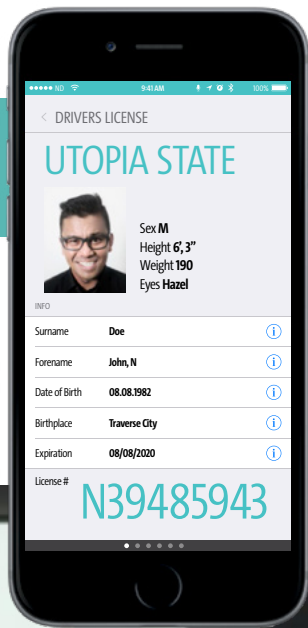 ND 9:41 AM 100%
< DRIVERS LICENSE
UTOPIA STATE
Sex M
Height 6', 3"
Weight 190
Eyes Hazel
INFO
Surname Doe
Forename John, N
Date of Birth 08.08.1982
Birthplace Traverse City
Expiration 08/08/2020
License #
N39485943